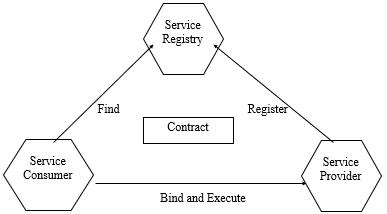 Service
Registry
Find
Register
Contract
Service
Consumer
Service
Provider
Bind and Execute